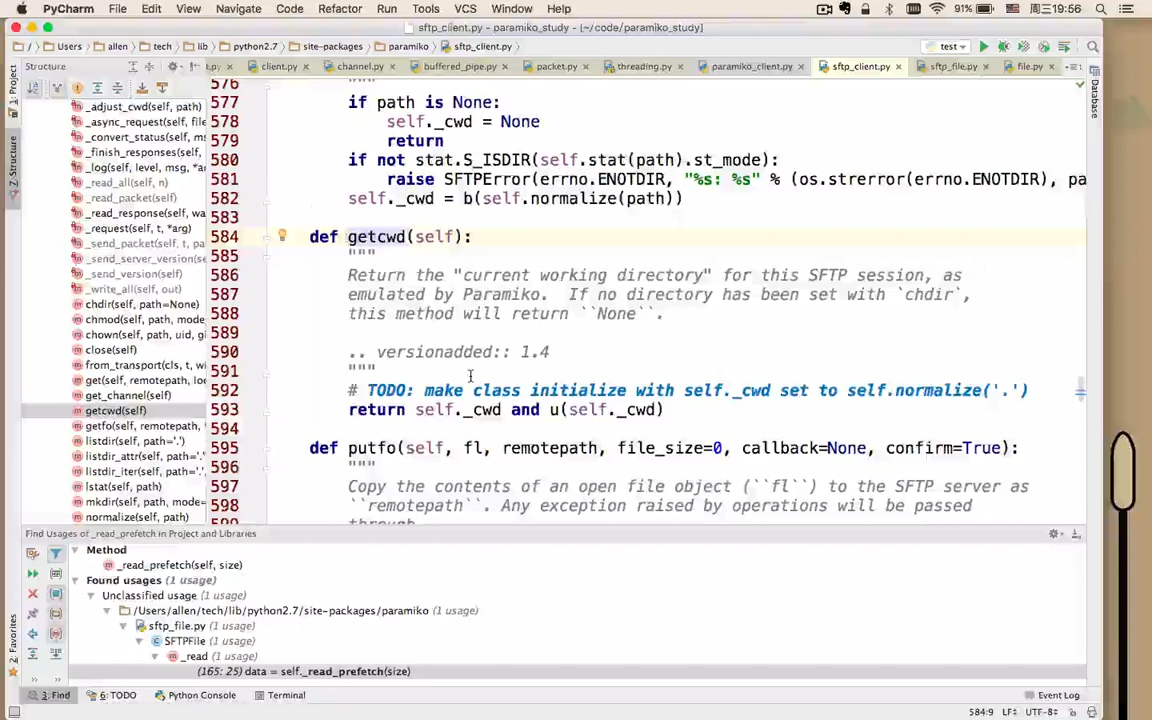 PyCharm File Edit View Navigate Code Refactor Run Tools VCS Window Help 91% 周三19:56
sftp_client.py - paramiko_study - [~/code/paramiko_study]
/ Users allen tech lib python2.7 site-packages paramiko sftp_client.py test
Structure
t.py client.py channel.py buffered_pipe.py packet.py threading.py paramiko_client.py sftp_client.py sftp_file.py file.py
1: Project
7: Structure
2: Favorites
Database
_adjust_cwd(self, path)
_async_request(self, file
_convert_status(self, ms
_finish_responses(self,
_log(self, level, msg, *ar
_read_all(self, n)
_read_packet(self)
_read_response(self, wa
_request(self, t, *arg)
_send_packet(self, t, pa
_send_server_version(se
_send_version(self)
_write_all(self, out)
chdir(self, path=None)
chmod(self, path, mode
chown(self, path, uid, gi
close(self)
from_transport(cls, t, wi
get(self, remotepath, loc
get_channel(self)
getcwd(self)
getfo(self, remotepath,
listdir(self, path='.')
listdir_attr(self, path='.'
listdir_iter(self, path='.',
lstat(self, path)
mkdir(self, path, mode=
normalize(self, path)
576 """
577 if path is None:
578 self._cwd = None
579 return
580 if not stat.S_ISDIR(self.stat(path).st_mode):
581 raise SFTPError(errno.ENOTDIR, "%s: %s" % (os.strerror(errno.ENOTDIR), pa
582 self._cwd = b(self.normalize(path))
583
584 def getcwd(self):
585 """
586 Return the "current working directory" for this SFTP session, as
587 emulated by Paramiko. If no directory has been set with `chdir`,
588 this method will return ``None``.
589
590 .. versionadded:: 1.4
591 """
592 # TODO: make class initialize with self._cwd set to self.normalize('.')
593 return self._cwd and u(self._cwd)
594
595 def putfo(self, fl, remotepath, file_size=0, callback=None, confirm=True):
596 """
597 Copy the contents of an open file object (``fl``) to the SFTP server as
598 ``remotepath``. Any exception raised by operations will be passed
599 through.
Find Usages of _read_prefetch in Project and Libraries
Method
_read_prefetch(self, size)
Found usages (1 usage)
Unclassified usage (1 usage)
/Users/allen/tech/lib/python2.7/site-packages/paramiko (1 usage)
sftp_file.py (1 usage)
SFTPFile (1 usage)
_read (1 usage)
(165: 25) data = self._read_prefetch(size)
3: Find 6: TODO Python Console Terminal Event Log
584:9 LF÷ UTF-8÷